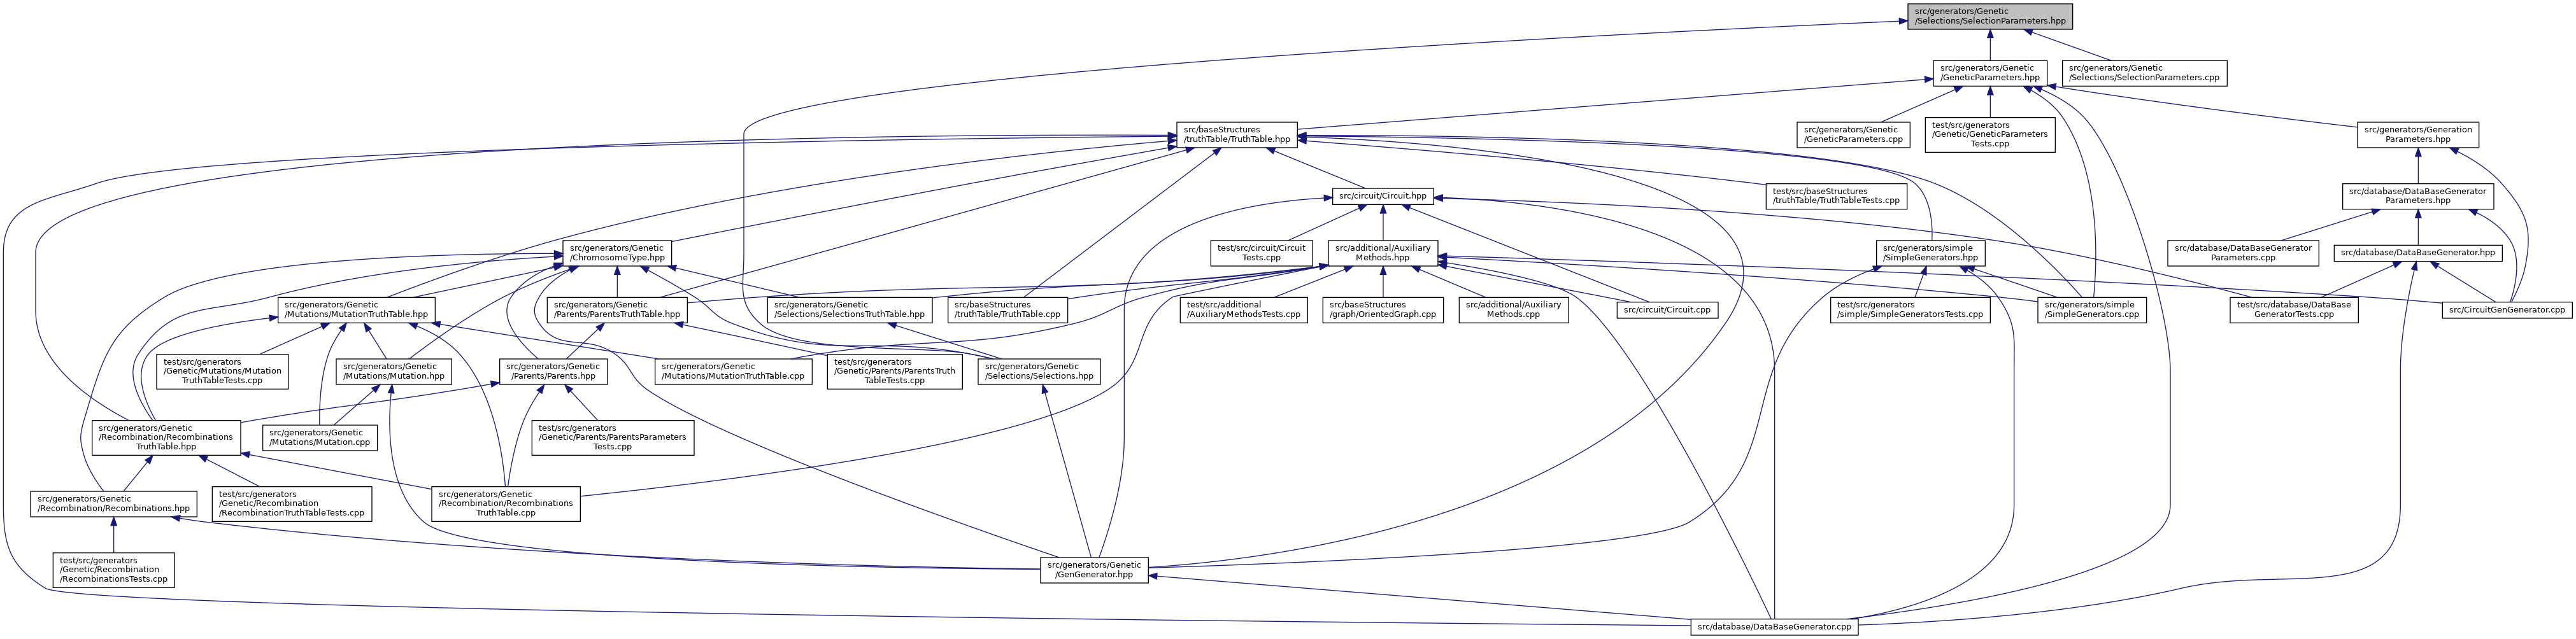 src/generators/Genetic
/Selections/SelectionParameters.hpp
src/generators/Genetic
/GeneticParameters.hpp
src/generators/Genetic
/Selections/SelectionParameters.cpp
src/baseStructures
/truthTable/TruthTable.hpp
src/generators/Genetic
/GeneticParameters.cpp
test/src/generators
/Genetic/GeneticParameters
Tests.cpp
src/generators/Generation
Parameters.hpp
src/circuit/Circuit.hpp
test/src/baseStructures
/truthTable/TruthTableTests.cpp
src/database/DataBaseGenerator
Parameters.hpp
src/generators/Genetic
/ChromosomeType.hpp
test/src/circuit/Circuit
Tests.cpp
src/additional/Auxiliary
Methods.hpp
src/generators/simple
/SimpleGenerators.hpp
src/database/DataBaseGenerator
Parameters.cpp
src/database/DataBaseGenerator.hpp
src/generators/Genetic
/Mutations/MutationTruthTable.hpp
src/generators/Genetic
/Parents/ParentsTruthTable.hpp
src/generators/Genetic
/Selections/SelectionsTruthTable.hpp
src/baseStructures
/truthTable/TruthTable.cpp
test/src/additional
/AuxiliaryMethodsTests.cpp
src/baseStructures
/graph/OrientedGraph.cpp
src/additional/Auxiliary
Methods.cpp
src/circuit/Circuit.cpp
test/src/generators
/simple/SimpleGeneratorsTests.cpp
src/generators/simple
/SimpleGenerators.cpp
test/src/database/DataBase
GeneratorTests.cpp
src/CircuitGenGenerator.cpp
test/src/generators
/Genetic/Mutations/Mutation
TruthTableTests.cpp
src/generators/Genetic
/Mutations/Mutation.hpp
src/generators/Genetic
/Parents/Parents.hpp
src/generators/Genetic
/Mutations/MutationTruthTable.cpp
test/src/generators
/Genetic/Parents/ParentsTruth
TableTests.cpp
src/generators/Genetic
/Selections/Selections.hpp
src/generators/Genetic
/Recombination/Recombinations
TruthTable.hpp
src/generators/Genetic
/Mutations/Mutation.cpp
test/src/generators
/Genetic/Parents/ParentsParameters
Tests.cpp
src/generators/Genetic
/Recombination/Recombinations.hpp
test/src/generators
/Genetic/Recombination
/RecombinationTruthTableTests.cpp
src/generators/Genetic
/Recombination/Recombinations
TruthTable.cpp
test/src/generators
/Genetic/Recombination
/RecombinationsTests.cpp
src/generators/Genetic
/GenGenerator.hpp
src/database/DataBaseGenerator.cpp